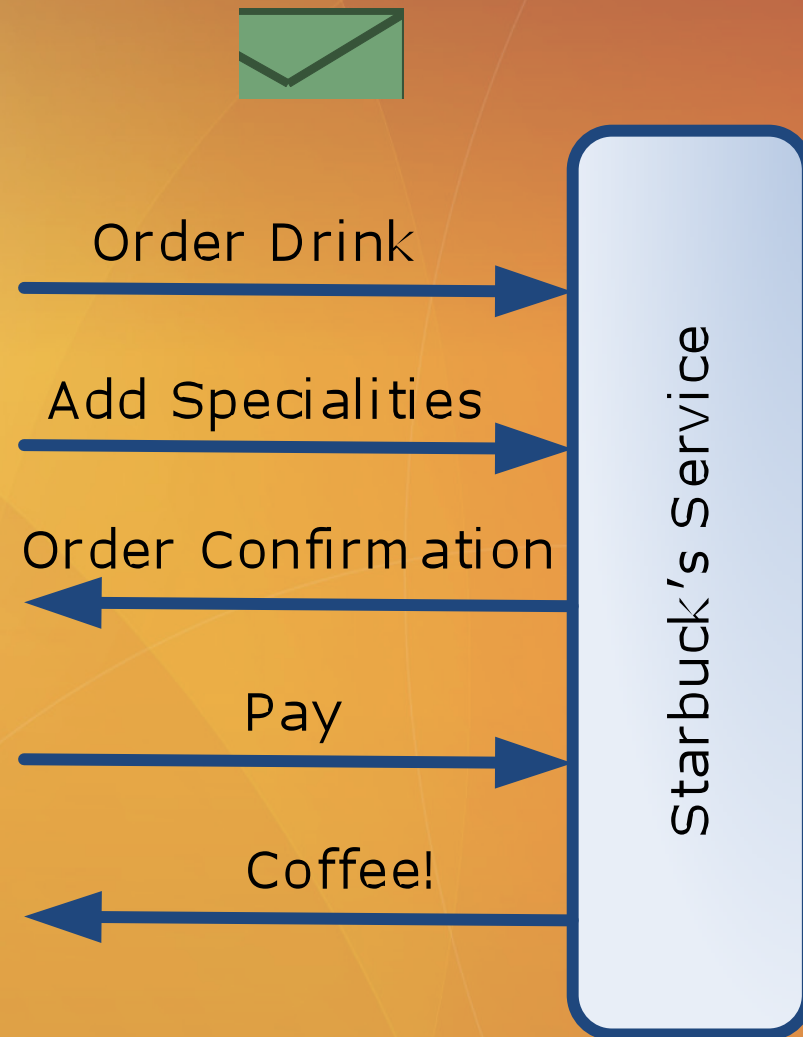 Order Drink
Add Specialities
Order Confirmation
Pay
Coffee!
Starbuck's Service